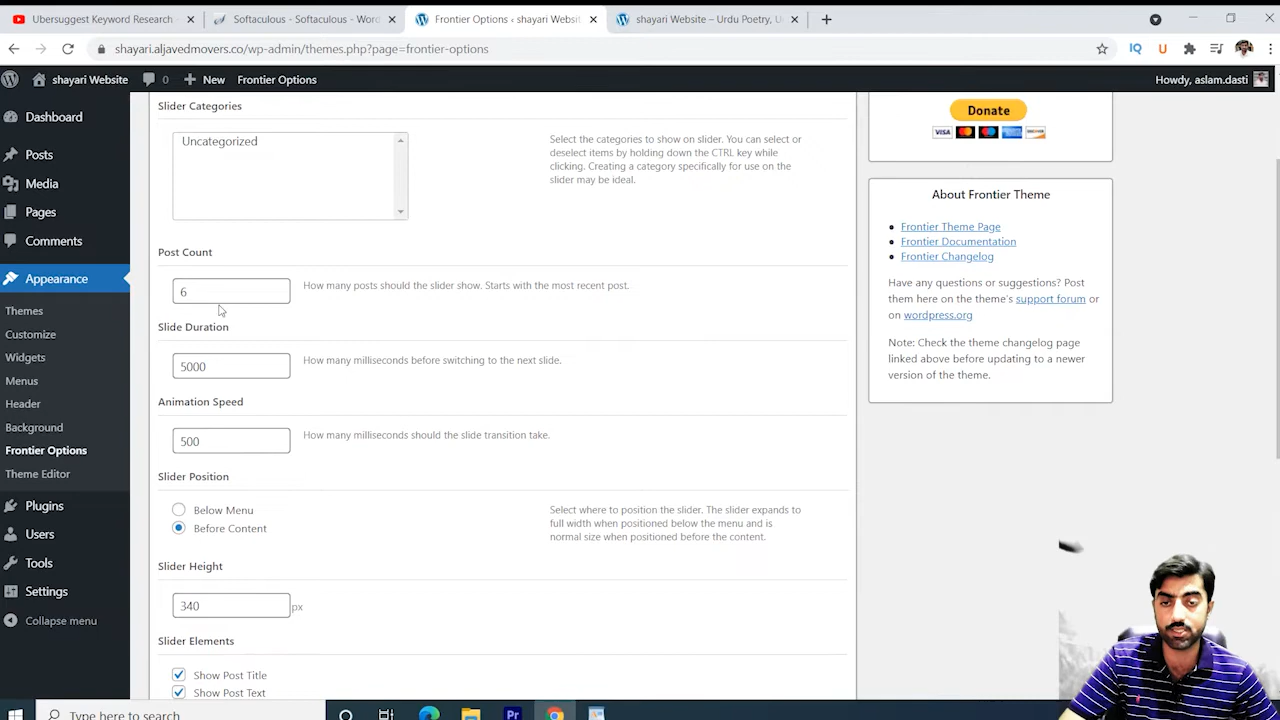 Ubersuggest Keyword Research -
Softaculous - Softaculous - Wor
Frontier Options ‹ shayari Websit
shayari Website – Urdu Poetry, U
shayari.aljavedmovers.co/wp-admin/themes.php?page=frontier-options
IQ
U
shayari Website
0
New
Frontier Options
Howdy, aslam.dasti
Dashboard
Posts
Media
Pages
Comments
Appearance
Themes
Customize
Widgets
Menus
Header
Background
Frontier Options
Theme Editor
Plugins
Users
Tools
Settings
Collapse menu
Slider Categories
Uncategorized
Select the categories to show on slider. You can select or
deselect items by holding down the CTRL key while
clicking. Creating a category specifically for use on the
slider may be ideal.
Post Count
6
How many posts should the slider show. Starts with the most recent post.
Slide Duration
5000
How many milliseconds before switching to the next slide.
Animation Speed
500
How many milliseconds should the slide transition take.
Slider Position
Below Menu
Before Content
Select where to position the slider. The slider expands to
full width when positioned below the menu and is
normal size when positioned before the content.
Slider Height
340
px
Slider Elements
Show Post Title
Show Post Text
Donate
VISA
About Frontier Theme
Frontier Theme Page
Frontier Documentation
Frontier Changelog
Have any questions or suggestions? Post
them here on the theme's support forum or
on wordpress.org
Note: Check the theme changelog page
linked above before updating to a newer
version of the theme.
Type here to search
Pr